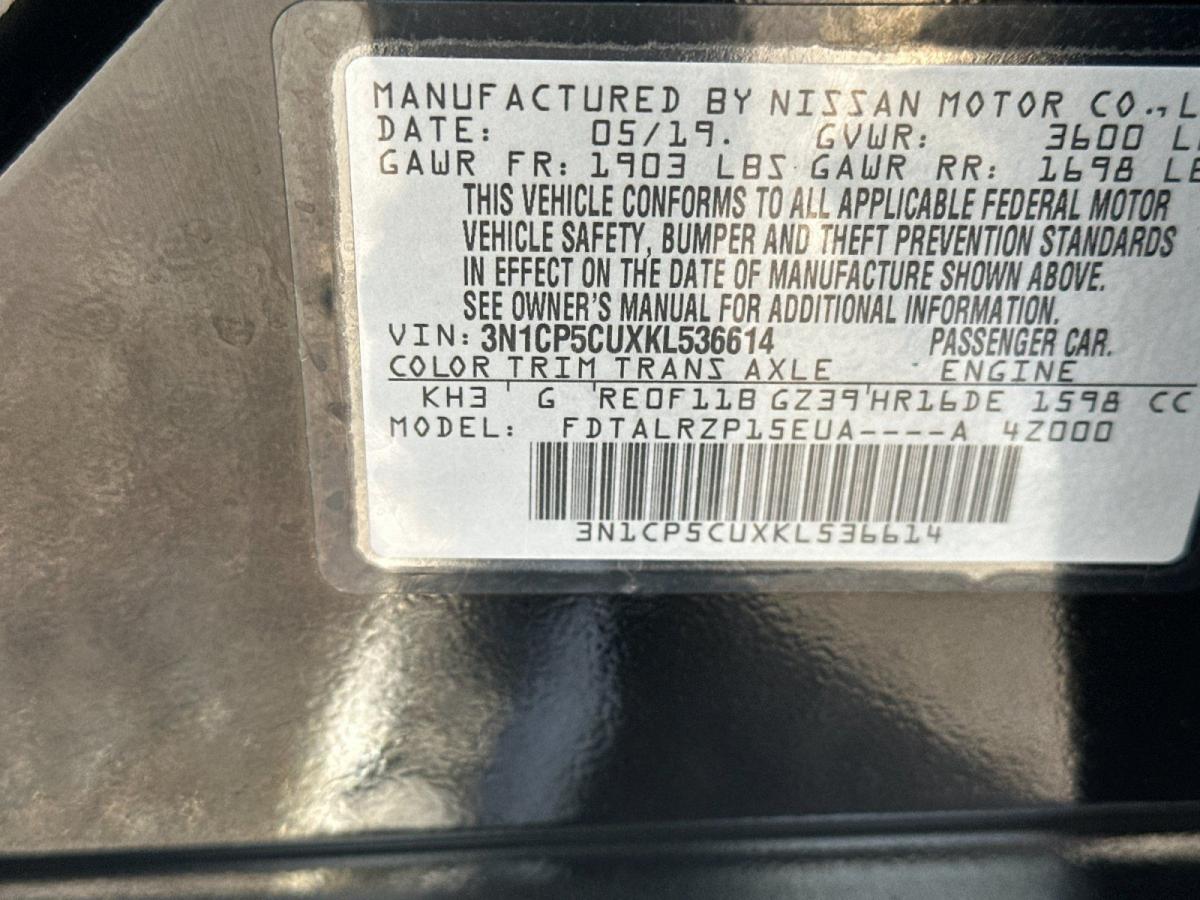 MANUFACTURED BY NISSAN MOTOR CO., L
DATE: 05/19. GVWR: 3600 L
GAWR FR: 1903 LBS GAWR RR: 1698 LB
THIS VEHICLE CONFORMS TO ALL APPLICABLE FEDERAL MOTOR
VEHICLE SAFETY, BUMPER AND THEFT PREVENTION STANDARDS
IN EFFECT ON THE DATE OF MANUFACTURE SHOWN ABOVE.
SEE OWNER'S MANUAL FOR ADDITIONAL INFORMATION.
VIN: 3N1CP5CUXKL536614 PASSENGER CAR.
COLOR TRIM TRANS AXLE ENGINE
KH3 G RE0F11B GZ39 HR16DE 1598 CC
MODEL: FDTALRZP15EUA----A 4Z000
3N1CP5CUXKL536614